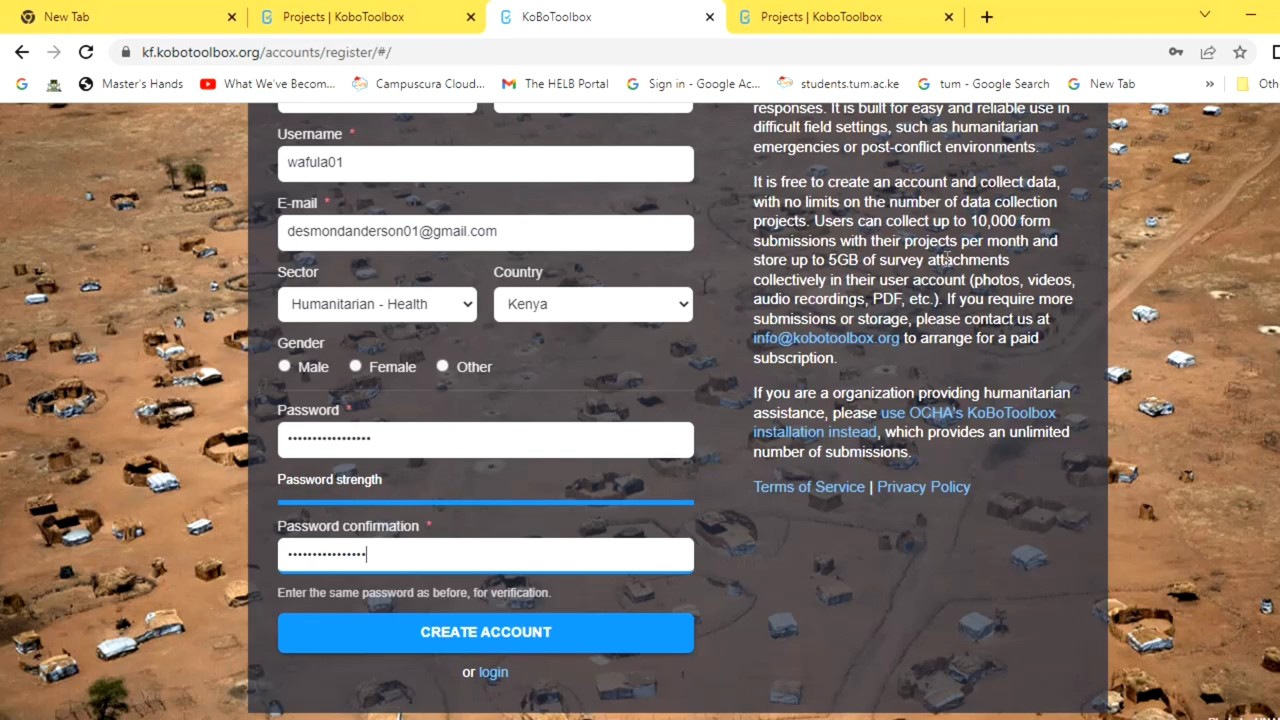 New Tab
Projects | KoboToolbox
KoBoToolbox
Projects | KoboToolbox
kf.kobotoolbox.org/accounts/register/#/
Master's Hands
What We've Becom...
Campuscura Cloud...
The HELB Portal
Sign in - Google Ac...
students.tum.ac.ke
tum - Google Search
New Tab
»
Oth
Username *
wafula01
E-mail *
desmondanderson01@gmail.com
Sector
Country
Humanitarian - Health
Kenya
Gender
Male
Female
Other
Password *
•••••••••••••••••
Password strength
Password confirmation *
••••••••••••••••
Enter the same password as before, for verification.
CREATE ACCOUNT
or login
responses. It is built for easy and reliable use in
difficult field settings, such as humanitarian
emergencies or post-conflict environments.
It is free to create an account and collect data,
with no limits on the number of data collection
projects. Users can collect up to 10,000 form
submissions with their projects per month and
store up to 5GB of survey attachments
collectively in their user account (photos, videos,
audio recordings, PDF, etc.). If you require more
submissions or storage, please contact us at
info@kobotoolbox.org to arrange for a paid
subscription.
If you are a organization providing humanitarian
assistance, please use OCHA's KoBoToolbox
installation instead, which provides an unlimited
number of submissions.
Terms of Service | Privacy Policy